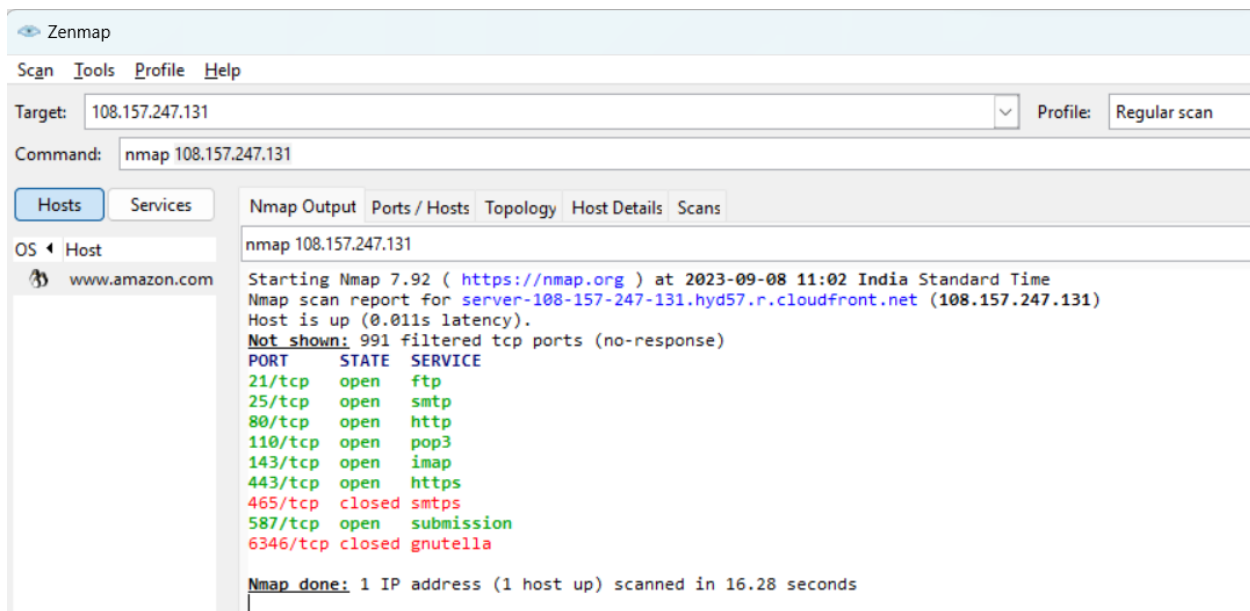 Zenmap
Scan Tools Profile Help
Target: 108.157.247.131 Profile: Regular scan
Command: nmap 108.157.247.131
Hosts Services Nmap Output Ports / Hosts Topology Host Details Scans
OS Host nmap 108.157.247.131
www.amazon.com
Starting Nmap 7.92 ( https://nmap.org ) at 2023-09-08 11:02 India Standard Time
Nmap scan report for server-108-157-247-131.hyd57.r.cloudfront.net (108.157.247.131)
Host is up (0.011s latency).
Not shown: 991 filtered tcp ports (no-response)
PORT STATE SERVICE
21/tcp open ftp
25/tcp open smtp
80/tcp open http
110/tcp open pop3
143/tcp open imap
443/tcp open https
465/tcp closed smtps
587/tcp open submission
6346/tcp closed gnutella
Nmap done: 1 IP address (1 host up) scanned in 16.28 seconds